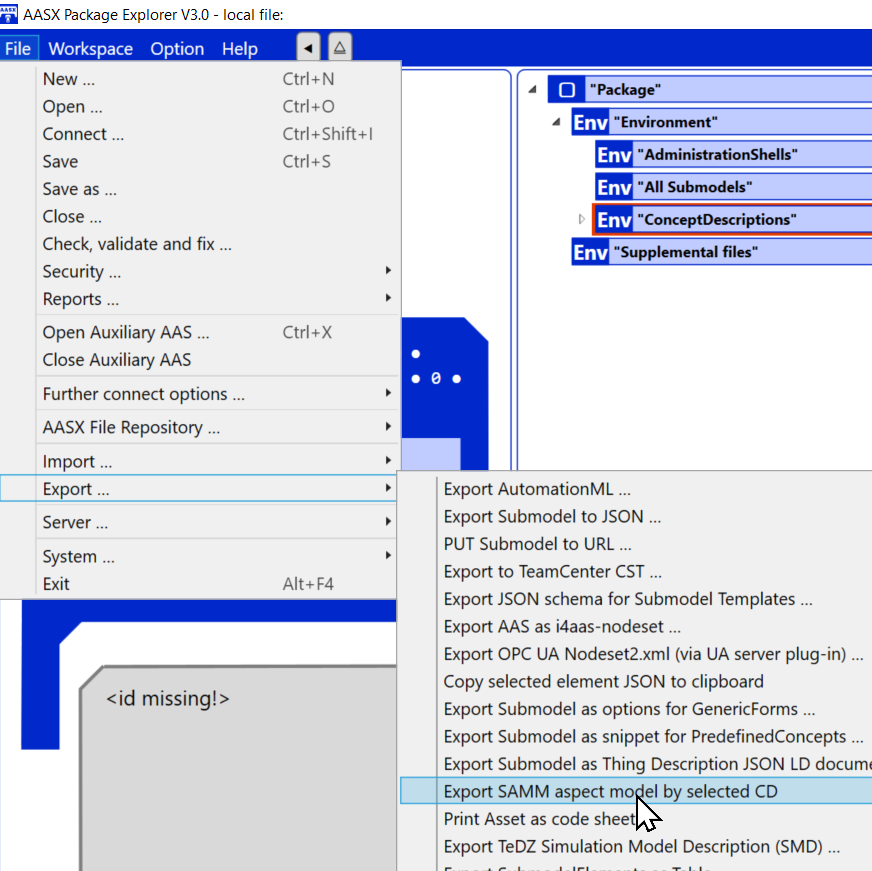 AASX Package Explorer V3.0 - local file:
File Workspace Option Help
New ... Ctrl+N
Open ... Ctrl+O
Connect ... Ctrl+Shift+I
Save Ctrl+S
Save as ...
Close ...
Check, validate and fix ...
Security ...
Reports ...
Open Auxiliary AAS ... Ctrl+X
Close Auxiliary AAS
Further connect options ...
AASX File Repository ...
Import ...
Export ...
Server ...
System ...
Exit Alt+F4
"Package"
Env "Environment"
Env "AdministrationShells"
Env "All Submodels"
Env "ConceptDescriptions"
Env "Supplemental files"
0
Export AutomationML ...
Export Submodel to JSON ...
PUT Submodel to URL ...
Export to TeamCenter CST ...
Export JSON schema for Submodel Templates ...
Export AAS as i4aas-nodeset ...
Export OPC UA Nodeset2.xml (via UA server plug-in) ...
Copy selected element JSON to clipboard
Export Submodel as options for GenericForms ...
Export Submodel as snippet for PredefinedConcepts ...
Export Submodel as Thing Description JSON LD docume
Export SAMM aspect model by selected CD
Print Asset as code sheet
Export TeDZ Simulation Model Description (SMD) ...
<id missing!>